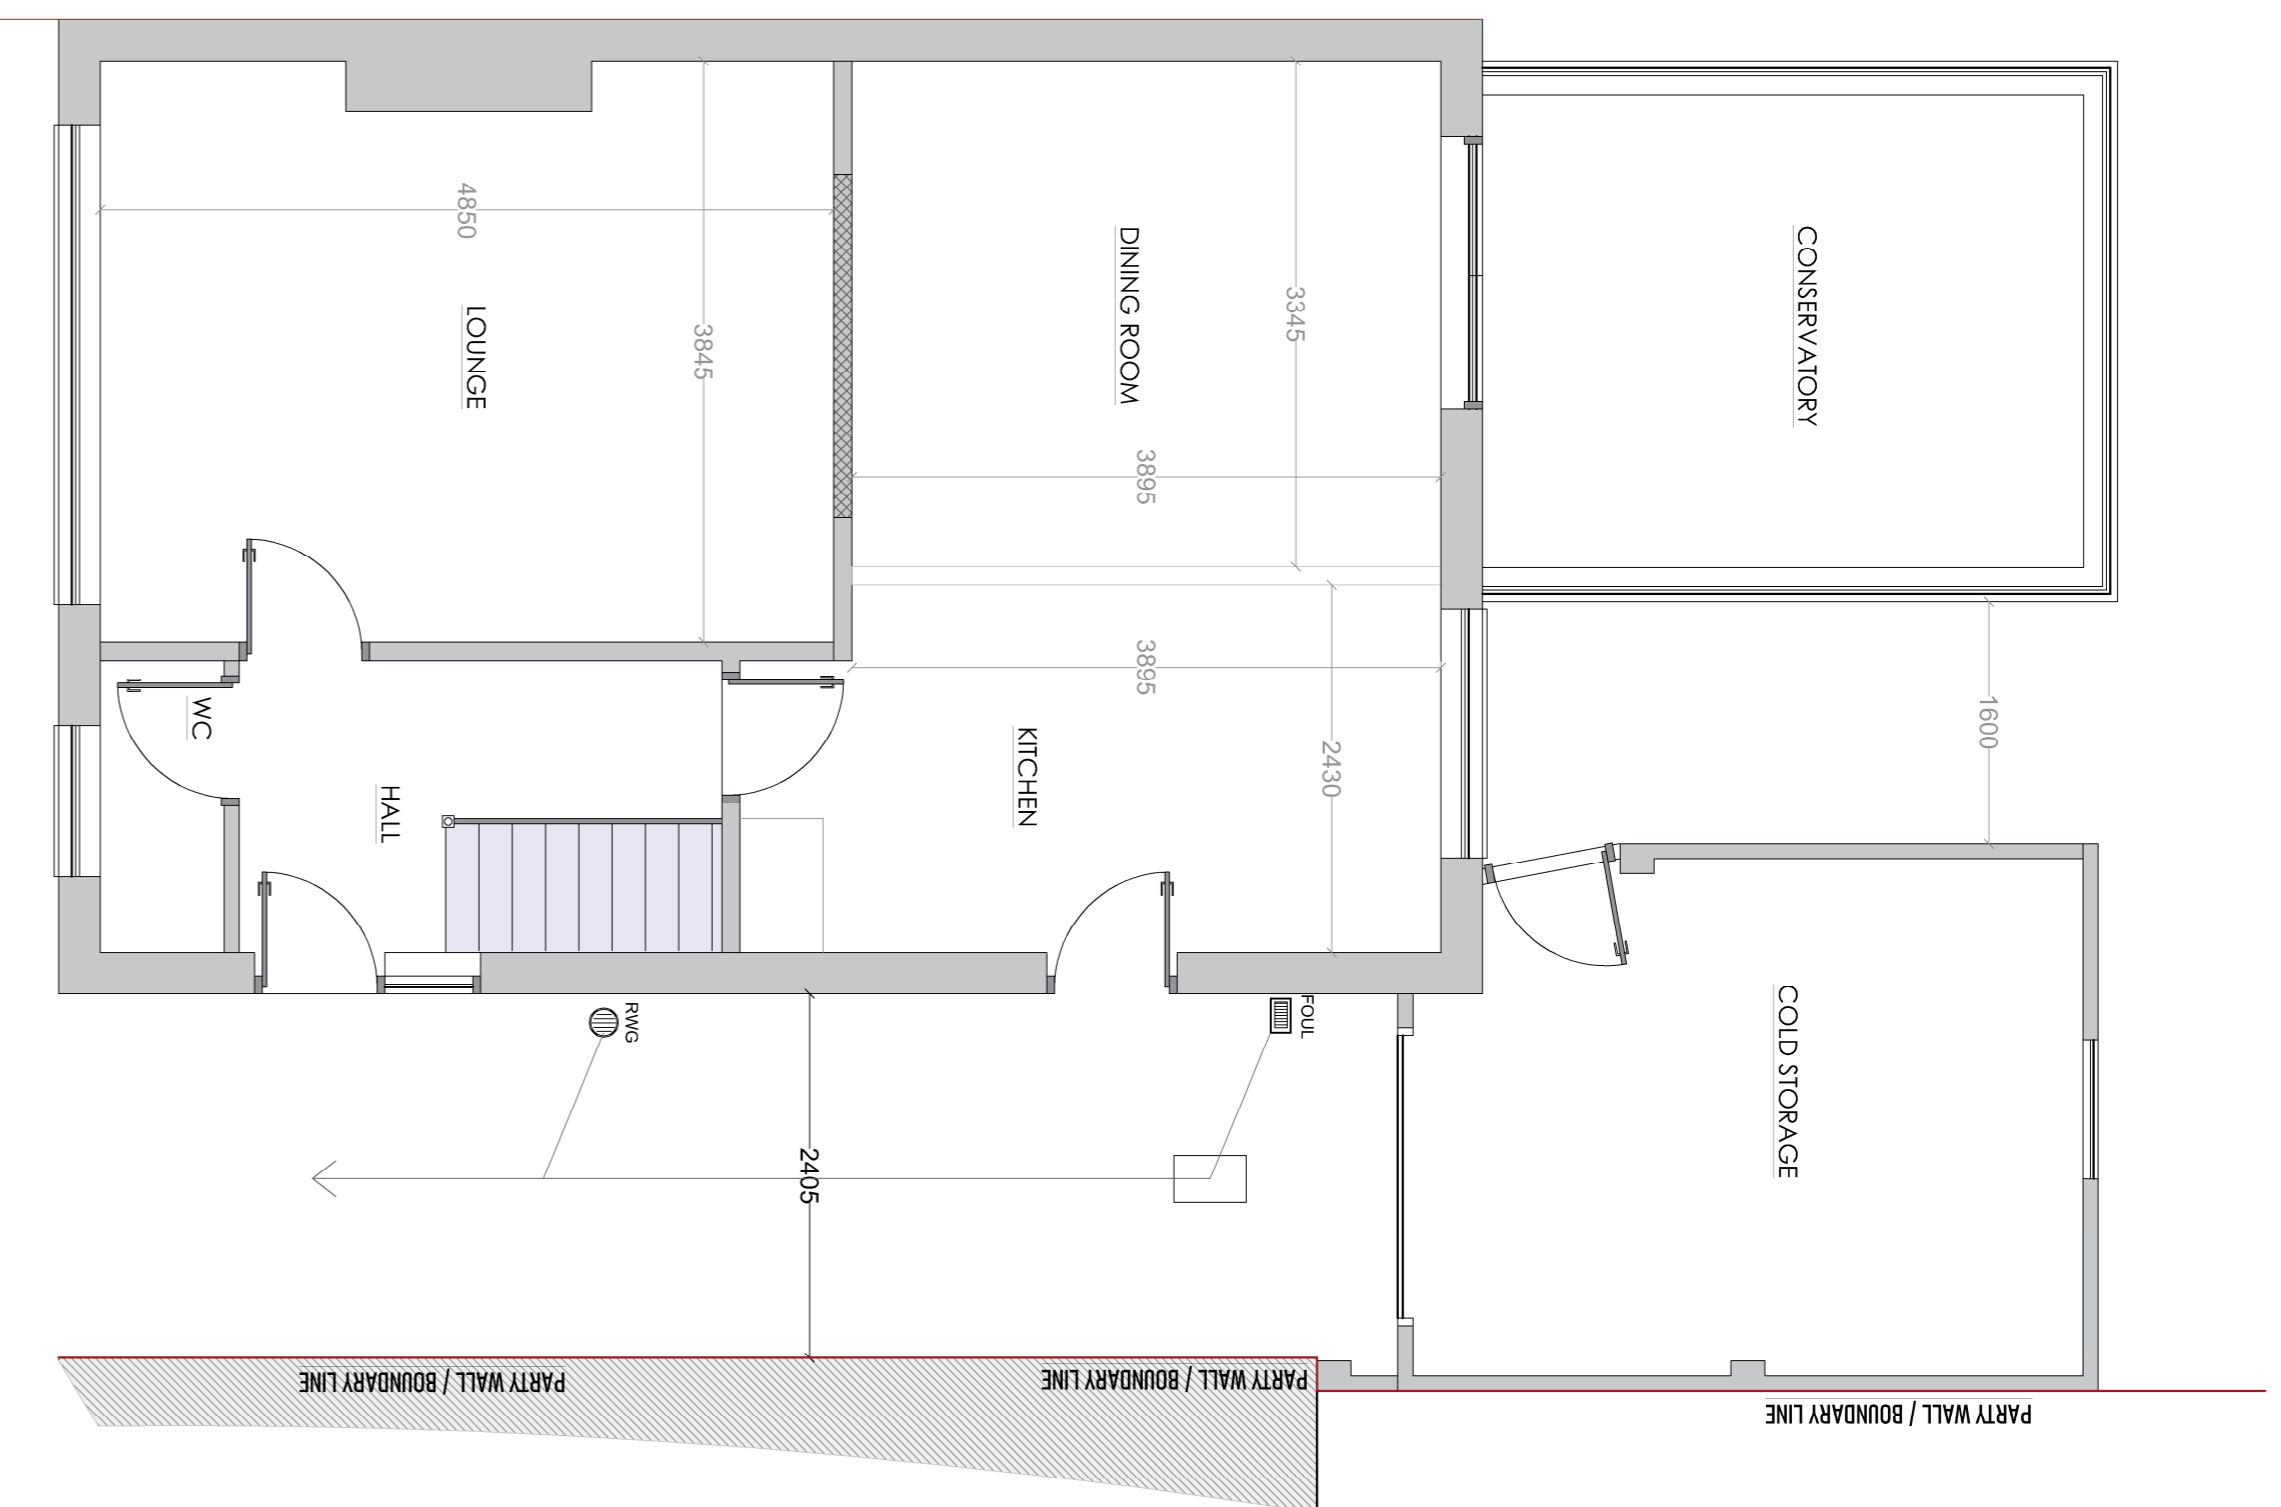 4850
LOUNGE
3845
DINING ROOM
3345
3895
CONSERVATORY
3895
1600
WC
HALL
KITCHEN
2430
RWG
FOUL
COLD STORAGE
2405
PARTY WALL / BOUNDARY LINE
PARTY WALL / BOUNDARY LINE
PARTY WALL / BOUNDARY LINE